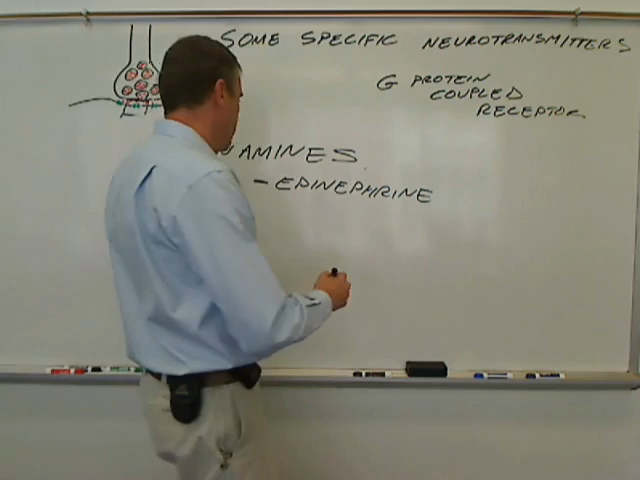 SOME SPECIFIC NEUROTRANSMITTERS
G PROTEIN
COUPLED
RECEPTOR
AMINES
- EPINEPHRINE